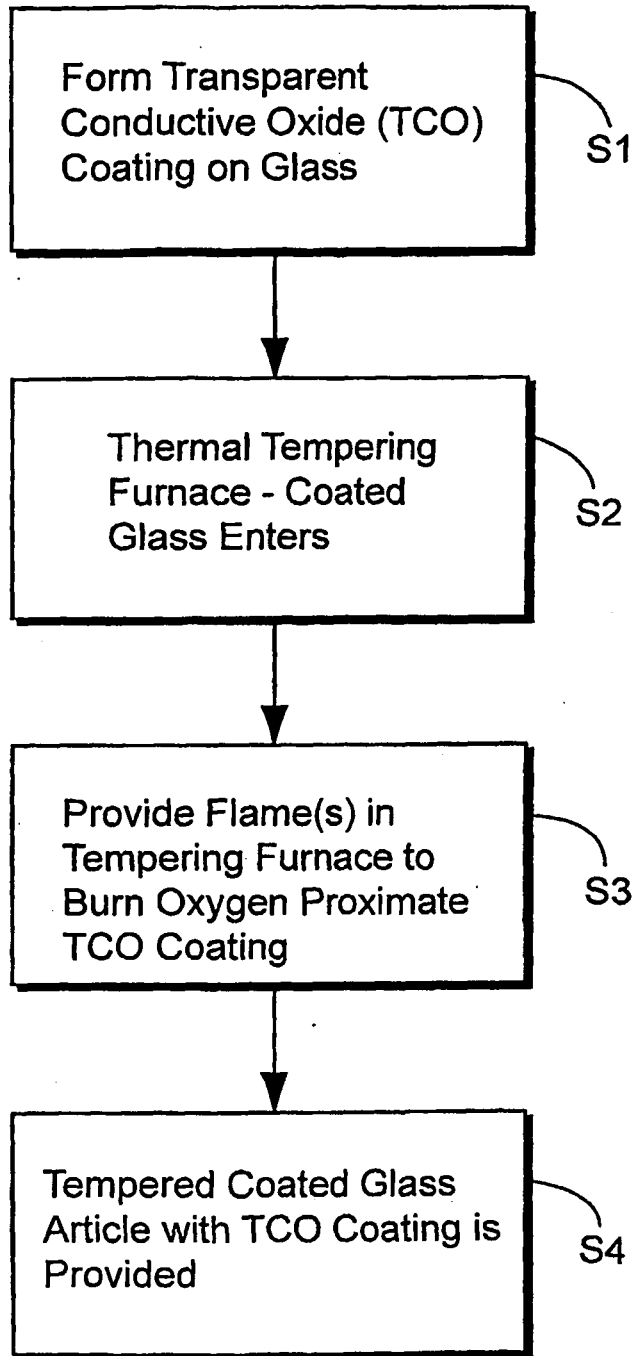 Form Transparent
Conductive Oxide (TCO)
Coating on Glass
S1
Thermal Tempering
Furnace - Coated
Glass Enters
S2
Provide Flame(s) in
Tempering Furnace to
Burn Oxygen Proximate
TCO Coating
S3
Tempered Coated Glass
Article with TCO Coating is
Provided
S4